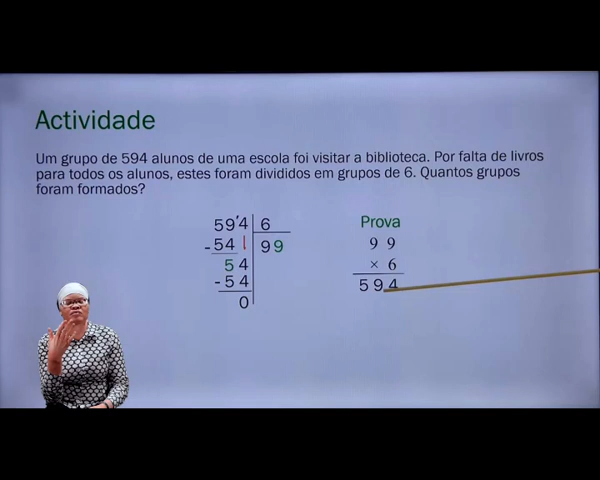 Actividade
Um grupo de 594 alunos de uma escola foi visitar a biblioteca. Por falta de livros
para todos os alunos, estes foram divididos em grupos de 6. Quantos grupos
foram formados?
59'4 6
-54 99
54
-54
0
Prova
99
× 6
594